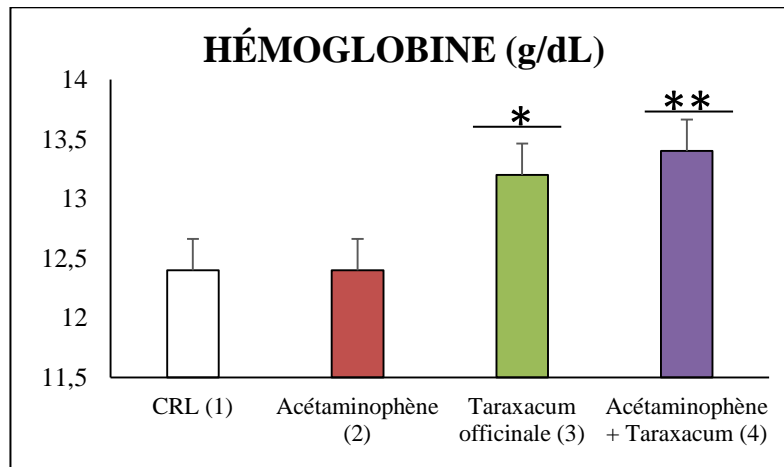 HÉMOGLOBINE (g/dL)
14
13,5
13
12,5
12
11,5
*
**
CRL (1)
Acétaminophène
(2)
Taraxacum
officinale (3)
Acétaminophène
+ Taraxacum (4)